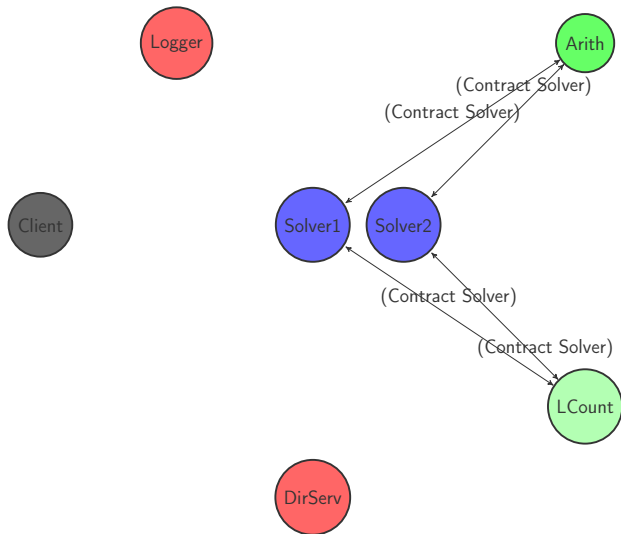 Logger
Arith
(Contract Solver)
(Contract Solver)
Client
Solver1
Solver2
(Contract Solver)
(Contract Solver)
LCount
DirServ